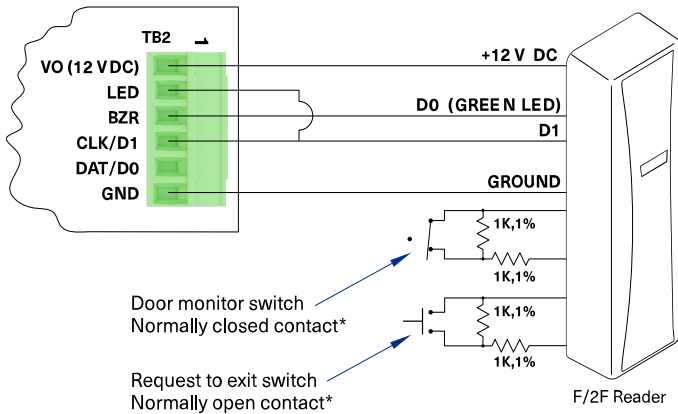 TB2
1
VO (12 VDC)
LED
BZR
CLK/D1
DAT/D0
GND
+12 V DC
D0 (GREEN LED)
D1
GROUND
1K,1%
1K,1%
Door monitor switch
Normally closed contact*
1K,1%
1K,1%
Request to exit switch
Normally open contact*
F/2F Reader